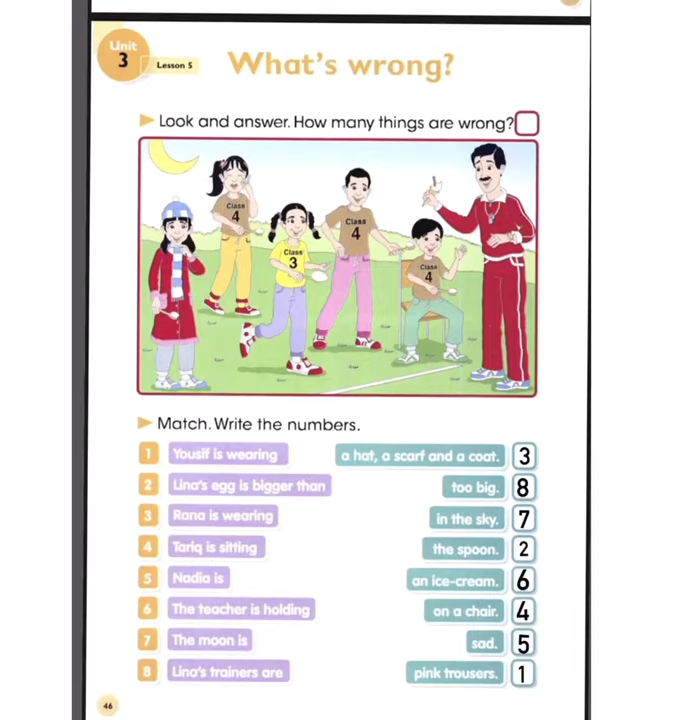 Unit
3
Lesson 5
What's wrong?
Look and answer. How many things are wrong?
Class
4
Class
3
Class
4
Class
4
Match. Write the numbers.
1 Yousif is wearing a hat, a scarf and a coat. 3
2 Lina's egg is bigger than too big. 8
3 Rana is wearing in the sky. 7
4 Tariq is sitting the spoon. 2
5 Nadia is an ice-cream. 6
6 The teacher is holding on a chair. 4
7 The moon is sad. 5
8 Lina's trainers are pink trousers. 1
46